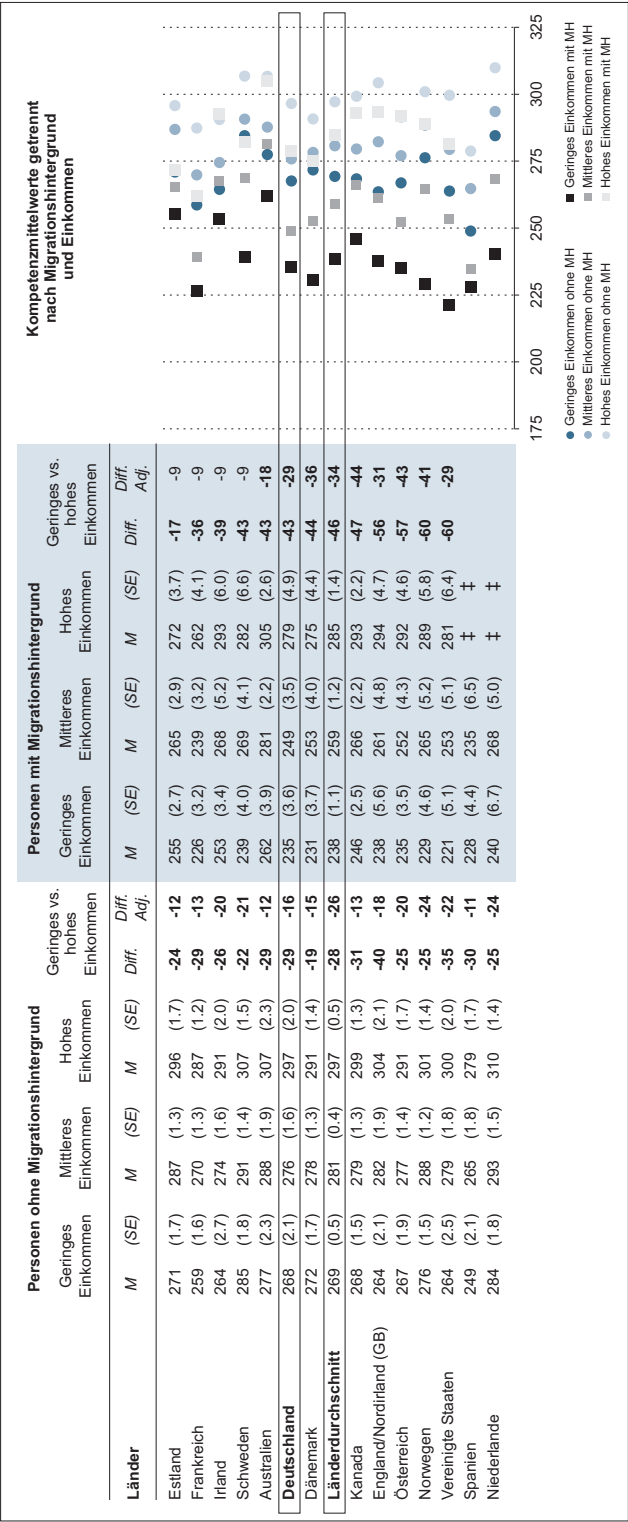 Personen ohne Migrationshintergrund Personen mit Migrationshintergrund Kompetenzmittelwerte getrennt
nach Migrationshintergrund
und Einkommen
Geringes Mittleres Hohes Geringes vs. Geringes Mittleres Hohes Geringes vs.
Einkommen Einkommen Einkommen hohes Einkommen Einkommen Einkommen hohes
Einkommen Einkommen
Länder M (SE) M (SE) M (SE) Diff. Diff. Adj. M (SE) M (SE) M (SE) Diff. Diff. Adj.
Estland 271 (1.7) 287 (1.3) 296 (1.7) -24 -12 255 (2.7) 265 (2.9) 272 (3.7) -17 -9
Frankreich 259 (1.6) 270 (1.3) 287 (1.2) -29 -13 226 (3.2) 239 (3.2) 262 (4.1) -36 -9
Irland 264 (2.7) 274 (1.6) 291 (2.0) -26 -20 253 (3.4) 268 (5.2) 293 (6.0) -39 -9
Schweden 285 (1.8) 291 (1.4) 307 (1.5) -22 -21 239 (4.0) 269 (4.1) 282 (6.6) -43 -9
Australien 277 (2.3) 288 (1.9) 307 (2.3) -29 -12 262 (3.9) 281 (2.2) 305 (2.6) -43 -18
Deutschland 268 (2.1) 276 (1.6) 297 (2.0) -29 -16 235 (3.6) 249 (3.5) 279 (4.9) -43 -29
Dänemark 272 (1.7) 278 (1.3) 291 (1.4) -19 -15 231 (3.7) 253 (4.0) 275 (4.4) -44 -36
Länderdurchschnitt 269 (0.5) 281 (0.4) 297 (0.5) -28 -26 238 (1.1) 259 (1.2) 285 (1.4) -46 -34
Kanada 268 (1.5) 279 (1.3) 299 (1.3) -31 -13 246 (2.5) 266 (2.2) 293 (2.2) -47 -44
England/Nordirland (GB) 264 (2.1) 282 (1.9) 304 (2.1) -40 -18 238 (5.6) 261 (4.8) 294 (4.7) -56 -31
Österreich 267 (1.9) 277 (1.4) 291 (1.7) -25 -20 235 (3.5) 252 (4.3) 292 (4.6) -57 -43
Norwegen 276 (1.5) 288 (1.2) 301 (1.4) -25 -24 229 (4.6) 265 (5.2) 289 (5.8) -60 -41
Vereinigte Staaten 264 (2.5) 279 (1.8) 300 (2.0) -35 -22 221 (5.1) 253 (5.1) 281 (6.4) -60 -29
Spanien 249 (2.1) 265 (1.8) 279 (1.7) -30 -11 228 (4.4) 235 (6.5) ‡ ‡
Niederlande 284 (1.8) 293 (1.5) 310 (1.4) -25 -24 240 (6.7) 268 (5.0) ‡ ‡
175 200 225 250 275 300 325
Geringes Einkommen ohne MH Geringes Einkommen mit MH
Mittleres Einkommen ohne MH Mittleres Einkommen mit MH
Hohes Einkommen ohne MH Hohes Einkommen mit MH